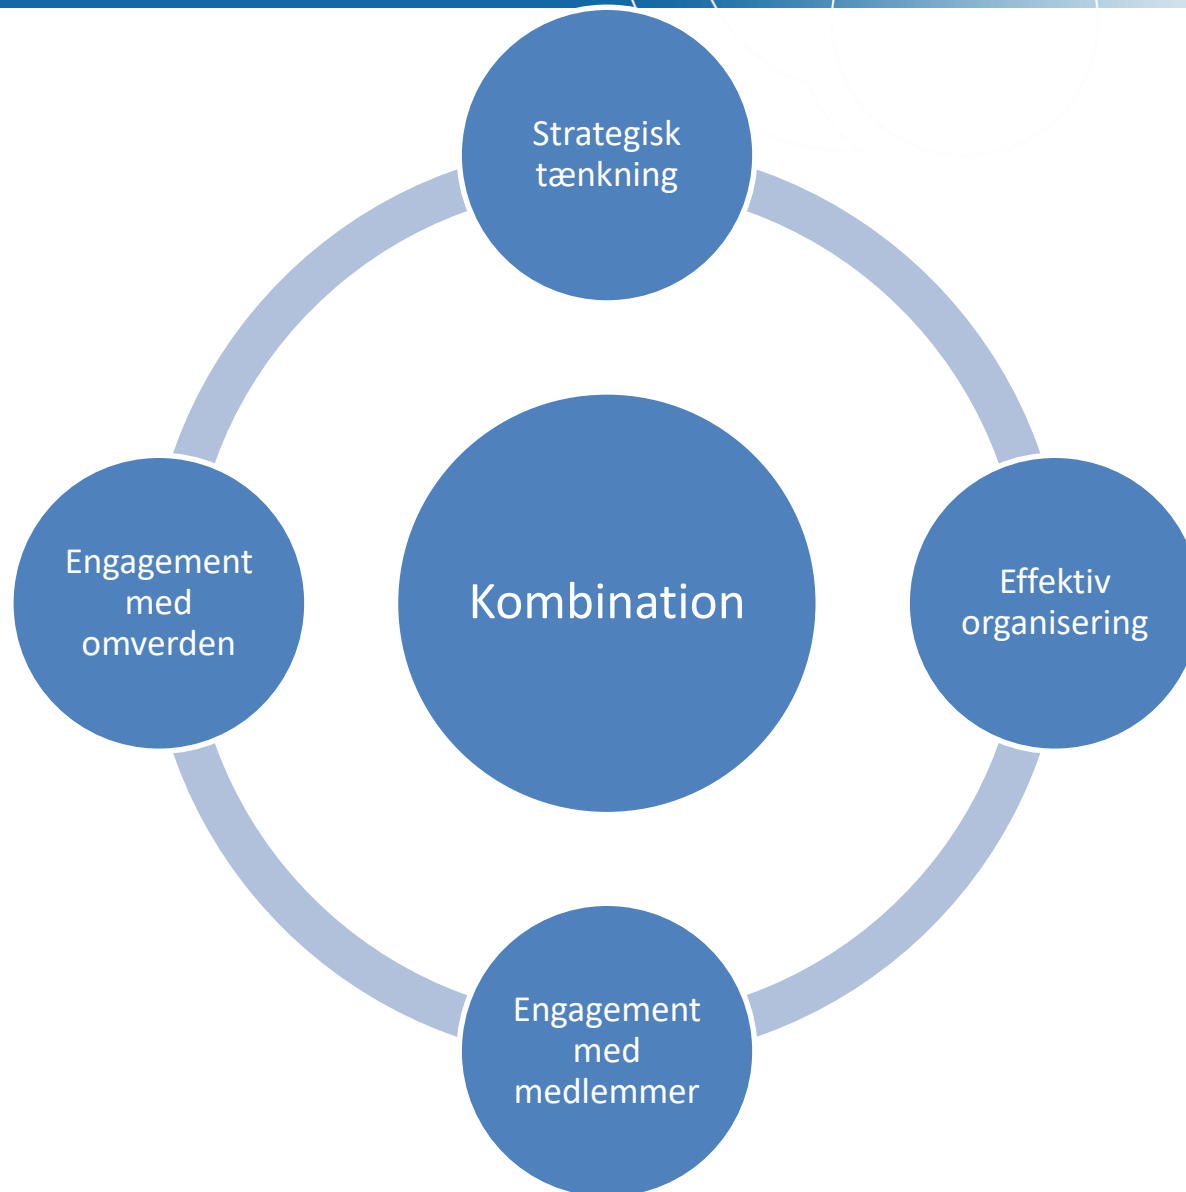 Strategisk
tænkning
Engagement
med
omverden
Kombination
Effektiv
organisering
Engagement
med
medlemmer